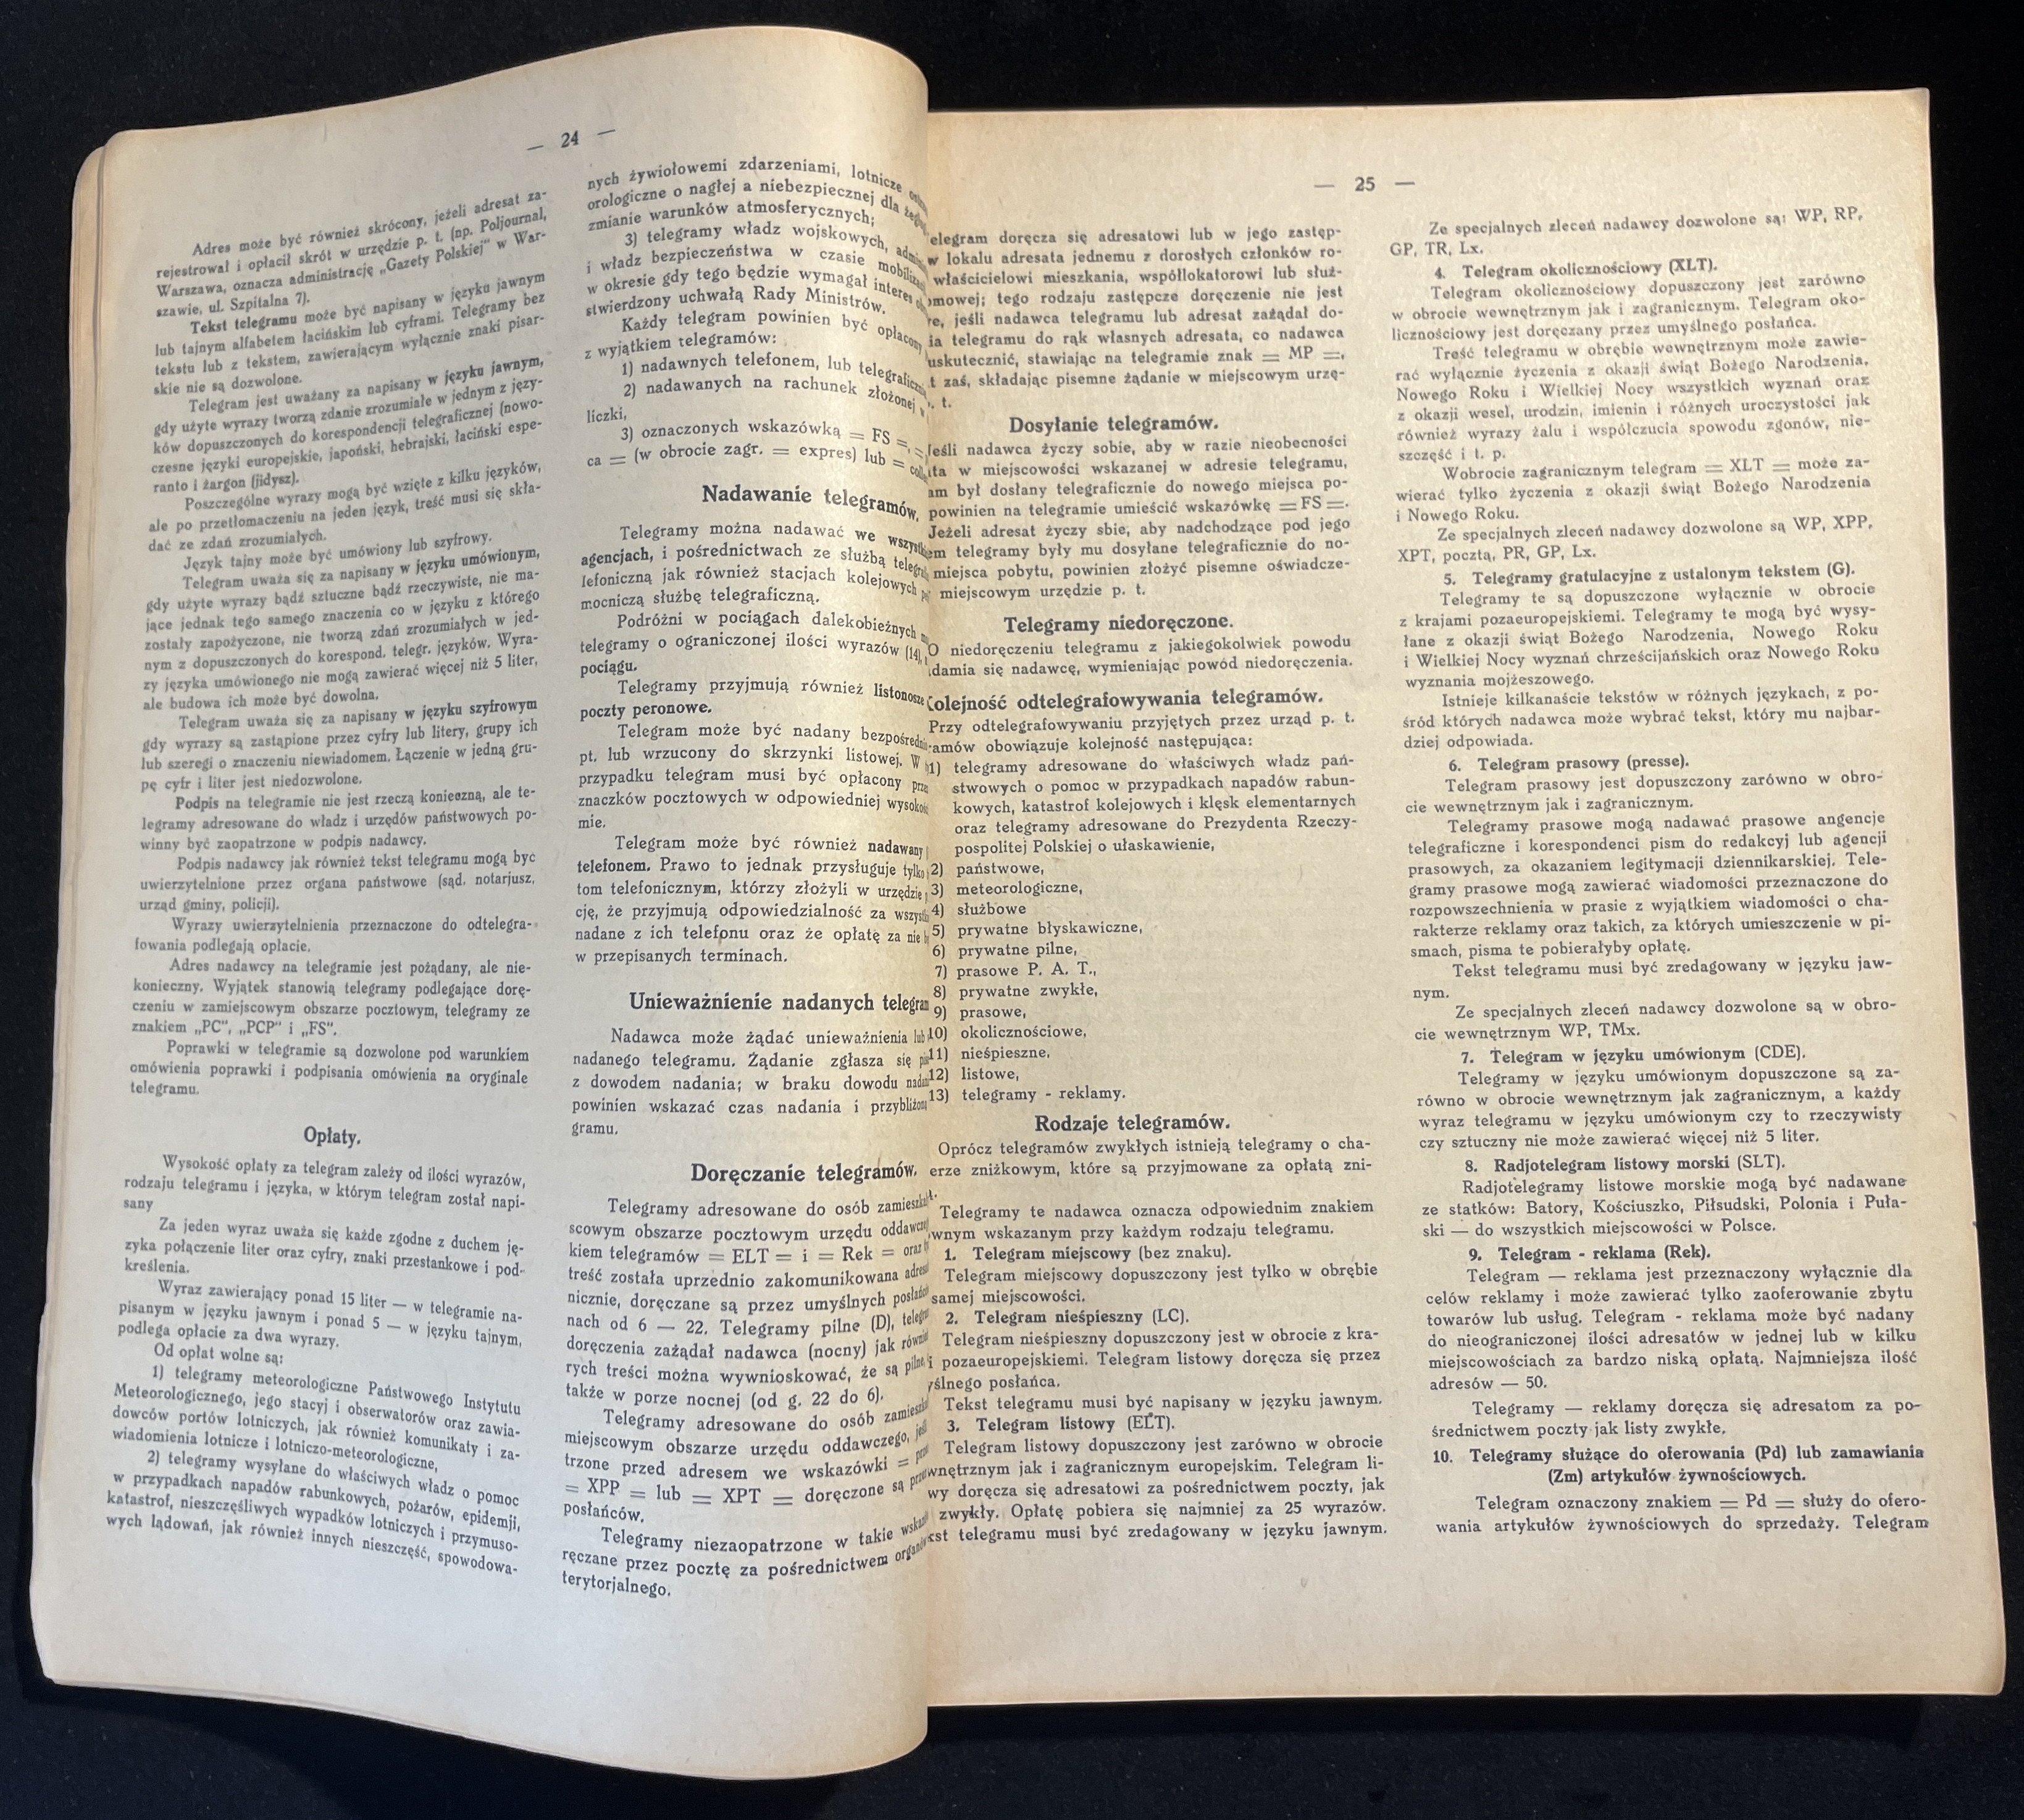 — 24 —
Adres może być również skrócony, jeżeli adresat za-
rejestrował i opłacił skrót w urzędzie p. t. (np. Poljournal,
Warszawa, oznacza administrację „Gazety Polskiej" w War-
szawie, ul. Szpitalna 7).
Tekst telegramu może być napisany w języku jawnym
lub tajnym alfabetem łacińskim lub cyframi. Telegramy bez
tekstu lub z tekstem, zawierającym wyłącznie znaki pisar-
skie nie są dozwolone.
Telegram jest uważany za napisany w języku jawnym,
gdy użyte wyrazy tworzą zdanie zrozumiałe w jednym z języ-
ków dopuszczonych do korespondencji telegraficznej (nowo-
czesne języki europejskie, japoński, hebrajski, łaciński espe-
ranto i żargon (jidysz).
Poszczególne wyrazy mogą być wzięte z kilku języków,
ale po przetłomaczeniu na jeden język, treść musi się skła-
dać ze zdań zrozumiałych.
Język tajny może być umówiony lub szyfrowy.
Telegram uważa się za napisany w języku umówionym,
gdy użyte wyrazy bądź sztuczne bądź rzeczywiste, nie ma-
jące jednak tego samego znaczenia co w języku z którego
zostały zapożyczone, nie tworzą zdań zrozumiałych w jed-
nym z dopuszczonych do korespond. telegr. języków. Wyra-
zy języka umówionego nie mogą zawierać więcej niż 5 liter,
ale budowa ich może być dowolna.
Telegram uważa się za napisany w języku szyfrowym
gdy wyrazy są zastąpione przez cyfry lub litery, grupy ich
lub szeregi o znaczeniu niewiadomem. Łączenie w jedną gru-
pę cyfr i liter jest niedozwolone.
Podpis na telegramie nie jest rzeczą konieczną, ale te-
legramy adresowane do władz i urzędów państwowych po-
winny być zaopatrzone w podpis nadawcy.
Podpis nadawcy jak również tekst telegramu mogą być
uwierzytelnione przez organa państwowe (sąd, notarjusz,
urząd gminy, policji).
Wyrazy uwierzytelnienia przeznaczone do odtelegra-
fowania podlegają opłacie.
Adres nadawcy na telegramie jest pożądany, ale nie-
konieczny. Wyjątek stanowią telegramy podlegające dorę-
czeniu w zamiejscowym obszarze pocztowym, telegramy ze
znakiem „PC", „PCP" i „FS".
Poprawki w telegramie są dozwolone pod warunkiem
omówienia poprawki i podpisania omówienia na oryginale
telegramu.
Opłaty.
Wysokość opłaty za telegram zależy od ilości wyrazów,
rodzaju telegramu i języka, w którym telegram został napi-
sany
Za jeden wyraz uważa się każde zgodne z duchem ję-
zyka połączenie liter oraz cyfry, znaki przestankowe i pod-
kreślenia.
Wyraz zawierający ponad 15 liter — w telegramie na-
pisanym w języku jawnym i ponad 5 — w języku tajnym,
podlega opłacie za dwa wyrazy.
Od opłat wolne są:
1) telegramy meteorologiczne Państwowego Instytutu
Meteorologicznego, jego stacyj i obserwatorów oraz zawia-
dowców portów lotniczych, jak również komunikaty i za-
wiadomienia lotnicze i lotniczo-meteorologiczne,
2) telegramy wysyłane do właściwych władz o pomoc
w przypadkach napadów rabunkowych, pożarów, epidemji,
katastrof, nieszczęśliwych wypadków lotniczych i przymuso-
wych lądowań, jak również innych nieszczęść, spowodowa-
nych żywiołowemi zdarzeniami, lotnicze
orologiczne o nagłej a niebezpiecznej dla
zmianie warunków atmosferycznych;
3) telegramy władz wojskowych,
i władz bezpieczeństwa w czasie
w okresie gdy tego będzie wymagał interes
stwierdzony uchwałą Rady Ministrów.
Każdy telegram powinien być opłacony
z wyjątkiem telegramów:
1) nadawnych telefonem, lub
2) nadawanych na rachunek złożonej
liczki,
3) oznaczonych wskazówką = FS =,
ca = (w obrocie zagr. = expres) lub =
Nadawanie telegramów.
Telegramy można nadawać we
agencjach, i pośrednictwach ze służbą
lefoniczną jak również stacjach kolejowych
mocniczą służbę telegraficzną.
Podróżni w pociągach dalekobieżnych
telegramy o ograniczonej ilości wyrazów (14),
pociągu.
Telegramy przyjmują również listonosze
poczty peronowe.
Telegram może być nadany
pt. lub wrzucony do skrzynki listowej. W
przypadku telegram musi być opłacony
znaczków pocztowych w odpowiedniej
mie.
Telegram może być również nadawany
telefonem. Prawo to jednak przysługuje tylko
tom telefonicznym, którzy złożyli w urzędzie
cję, że przyjmują odpowiedzialność za
nadane z ich telefonu oraz że opłatę za nie
w przepisanych terminach.
Unieważnienie nadanych
Nadawca może żądać unieważnienia lub
nadanego telegramu. Żądanie zgłasza się
z dowodem nadania; w braku dowodu
powinien wskazać czas nadania i
gramu.
Doręczanie telegramów.
Telegramy adresowane do osób
scowym obszarze pocztowym urzędu
kiem telegramów = ELT = i = Rek = oraz
treść została uprzednio zakomunikowana
nicznie, doręczane są przez umyślnych
nach od 6 — 22. Telegramy pilne (D),
doręczenia zażądał nadawca (nocny) jak
rych treści można wywnioskować, że są pilne,
także w porze nocnej (od g. 22 do 6).
Telegramy adresowane do osób
miejscowym obszarze urzędu oddawczego,
trzone przed adresem we wskazówki =
= XPP = lub = XPT = doręczone są
posłańców.
Telegramy niezaopatrzone w takie
ręczane przez pocztę za pośrednictwem
terytorjalnego.
— 25 —
elegram doręcza się adresatowi lub w jego zastęp-
w lokalu adresata jednemu z dorosłych członków ro-
właścicielowi mieszkania, współlokatorowi lub służ-
omowej; tego rodzaju zastępcze doręczenie nie jest
re, jeśli nadawca telegramu lub adresat zażądał do-
ia telegramu do rąk własnych adresata, co nadawca
uskutecznić, stawiając na telegramie znak = MP =,
t zaś, składając pisemne żądanie w miejscowym urzę-
. t.
Dosyłanie telegramów.
Jeśli nadawca życzy sobie, aby w razie nieobecności
ta w miejscowości wskazanej w adresie telegramu,
am był dosłany telegraficznie do nowego miejsca po-
powinien na telegramie umieścić wskazówkę = FS =.
Jeżeli adresat życzy sbie, aby nadchodzące pod jego
em telegramy były mu dosyłane telegraficznie do no-
miejsca pobytu, powinien złożyć pisemne oświadcze-
miejscowym urzędzie p. t.
Telegramy niedoręczone.
O niedoręczeniu telegramu z jakiegokolwiek powodu
damia się nadawcę, wymieniając powód niedoręczenia.
olejność odtelegrafowywania telegramów.
Przy odtelegrafowywaniu przyjętych przez urząd p. t.
amów obowiązuje kolejność następująca:
1) telegramy adresowane do właściwych władz pań-
stwowych o pomoc w przypadkach napadów rabun-
kowych, katastrof kolejowych i klęsk elementarnych
oraz telegramy adresowane do Prezydenta Rzeczy-
pospolitej Polskiej o ułaskawienie,
2) państwowe,
3) meteorologiczne,
4) służbowe
5) prywatne błyskawiczne,
6) prywatne pilne,
7) prasowe P. A. T.,
8) prywatne zwykłe,
9) prasowe,
10) okolicznościowe,
11) nieśpieszne,
12) listowe,
13) telegramy - reklamy.
Rodzaje telegramów.
Oprócz telegramów zwykłych istnieją telegramy o cha-
erze zniżkowym, które są przyjmowane za opłatą zni-
Telegramy te nadawca oznacza odpowiednim znakiem
wnym wskazanym przy każdym rodzaju telegramu.
1. Telegram miejscowy (bez znaku).
Telegram miejscowy dopuszczony jest tylko w obrębie
samej miejscowości.
2. Telegram nieśpieszny (LC).
Telegram nieśpieszny dopuszczony jest w obrocie z kra-
i pozaeuropejskiemi. Telegram listowy doręcza się przez
yślnego posłańca.
Tekst telegramu musi być napisany w języku jawnym.
3. Telegram listowy (ELT).
Telegram listowy dopuszczony jest zarówno w obrocie
wnętrznym jak i zagranicznym europejskim. Telegram li-
wy doręcza się adresatowi za pośrednictwem poczty, jak
zwykły. Opłatę pobiera się najmniej za 25 wyrazów.
kst telegramu musi być zredagowany w języku jawnym.
Ze specjalnych zleceń nadawcy dozwolone są: WP, RP,
GP, TR, Lx.
4. Telegram okolicznościowy (XLT).
Telegram okolicznościowy dopuszczony jest zarówno
w obrocie wewnętrznym jak i zagranicznym. Telegram oko-
licznościowy jest doręczany przez umyślnego posłańca.
Treść telegramu w obrębie wewnętrznym może zawie-
rać wyłącznie życzenia z okazji świąt Bożego Narodzenia,
Nowego Roku i Wielkiej Nocy wszystkich wyznań oraz
z okazji wesel, urodzin, imienin i różnych uroczystości jak
również wyrazy żalu i współczucia spowodu zgonów, nie-
szczęść i t. p.
Wobrocie zagranicznym telegram = XLT = może za-
wierać tylko życzenia z okazji świąt Bożego Narodzenia
i Nowego Roku.
Ze specjalnych zleceń nadawcy dozwolone są WP, XPP,
XPT, pocztą, PR, GP, Lx.
5. Telegramy gratulacyjne z ustalonym tekstem (G).
Telegramy te są dopuszczone wyłącznie w obrocie
z krajami pozaeuropejskiemi. Telegramy te mogą być wysy-
łane z okazji świąt Bożego Narodzenia, Nowego Roku
i Wielkiej Nocy wyznań chrześcijańskich oraz Nowego Roku
wyznania mojżeszowego.
Istnieje kilkanaście tekstów w różnych językach, z po-
śród których nadawca może wybrać tekst, który mu najbar-
dziej odpowiada.
6. Telegram prasowy (presse).
Telegram prasowy jest dopuszczony zarówno w obro-
cie wewnętrznym jak i zagranicznym.
Telegramy prasowe mogą nadawać prasowe angencje
telegraficzne i korespondenci pism do redakcyj lub agencji
prasowych, za okazaniem legitymacji dziennikarskiej. Tele-
gramy prasowe mogą zawierać wiadomości przeznaczone do
rozpowszechnienia w prasie z wyjątkiem wiadomości o cha-
rakterze reklamy oraz takich, za których umieszczenie w pi-
smach, pisma te pobierałyby opłatę.
Tekst telegramu musi być zredagowany w języku jaw-
nym.
Ze specjalnych zleceń nadawcy dozwolone są w obro-
cie wewnętrznym WP, TMx.
7. Telegram w języku umówionym (CDE).
Telegramy w języku umówionym dopuszczone są za-
równo w obrocie wewnętrznym jak zagranicznym, a każdy
wyraz telegramu w języku umówionym czy to rzeczywisty
czy sztuczny nie może zawierać więcej niż 5 liter.
8. Radjotelegram listowy morski (SLT).
Radjotelegramy listowe morskie mogą być nadawane
ze statków: Batory, Kościuszko, Piłsudski, Polonia i Puła-
ski — do wszystkich miejscowości w Polsce.
9. Telegram - reklama (Rek).
Telegram — reklama jest przeznaczony wyłącznie dla
celów reklamy i może zawierać tylko zaoferowanie zbytu
towarów lub usług. Telegram - reklama może być nadany
do nieograniczonej ilości adresatów w jednej lub w kilku
miejscowościach za bardzo niską opłatą. Najmniejsza ilość
adresów — 50.
Telegramy — reklamy doręcza się adresatom za po-
średnictwem poczty jak listy zwykłe.
10. Telegramy służące do oferowania (Pd) lub zamawiania
(Zm) artykułów żywnościowych.
Telegram oznaczony znakiem = Pd = służy do ofero-
wania artykułów żywnościowych do sprzedaży. Telegram